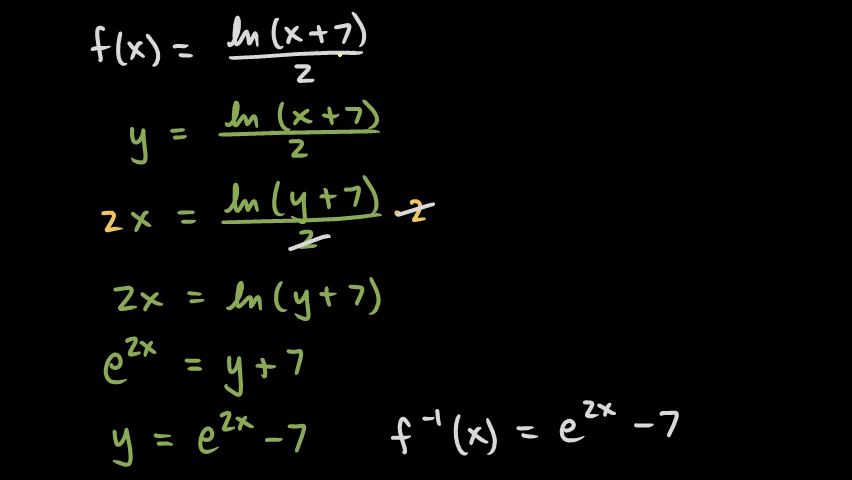 f(x) = ln(x+7)/2
y = ln(x+7)/2
2x = ln(y+7)/2 · 2
2x = ln(y+7)
e^2x = y+7
y = e^2x -7 f^-1(x) = e^2x -7